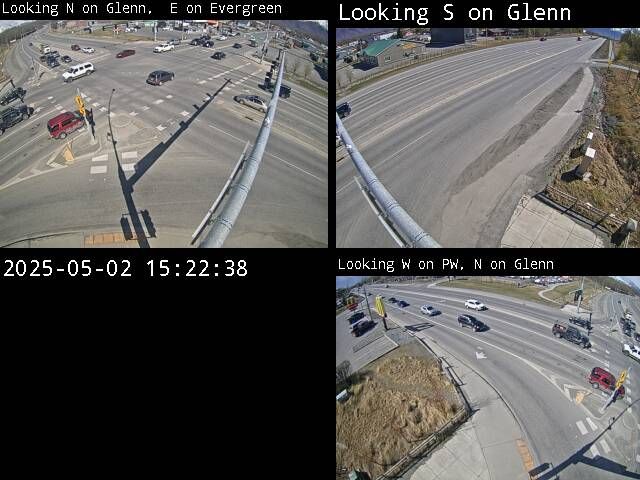 Looking N on Glenn,  E on Evergreen
Looking S on Glenn
2025-05-02 15:22:38
Looking W on PW, N on Glenn